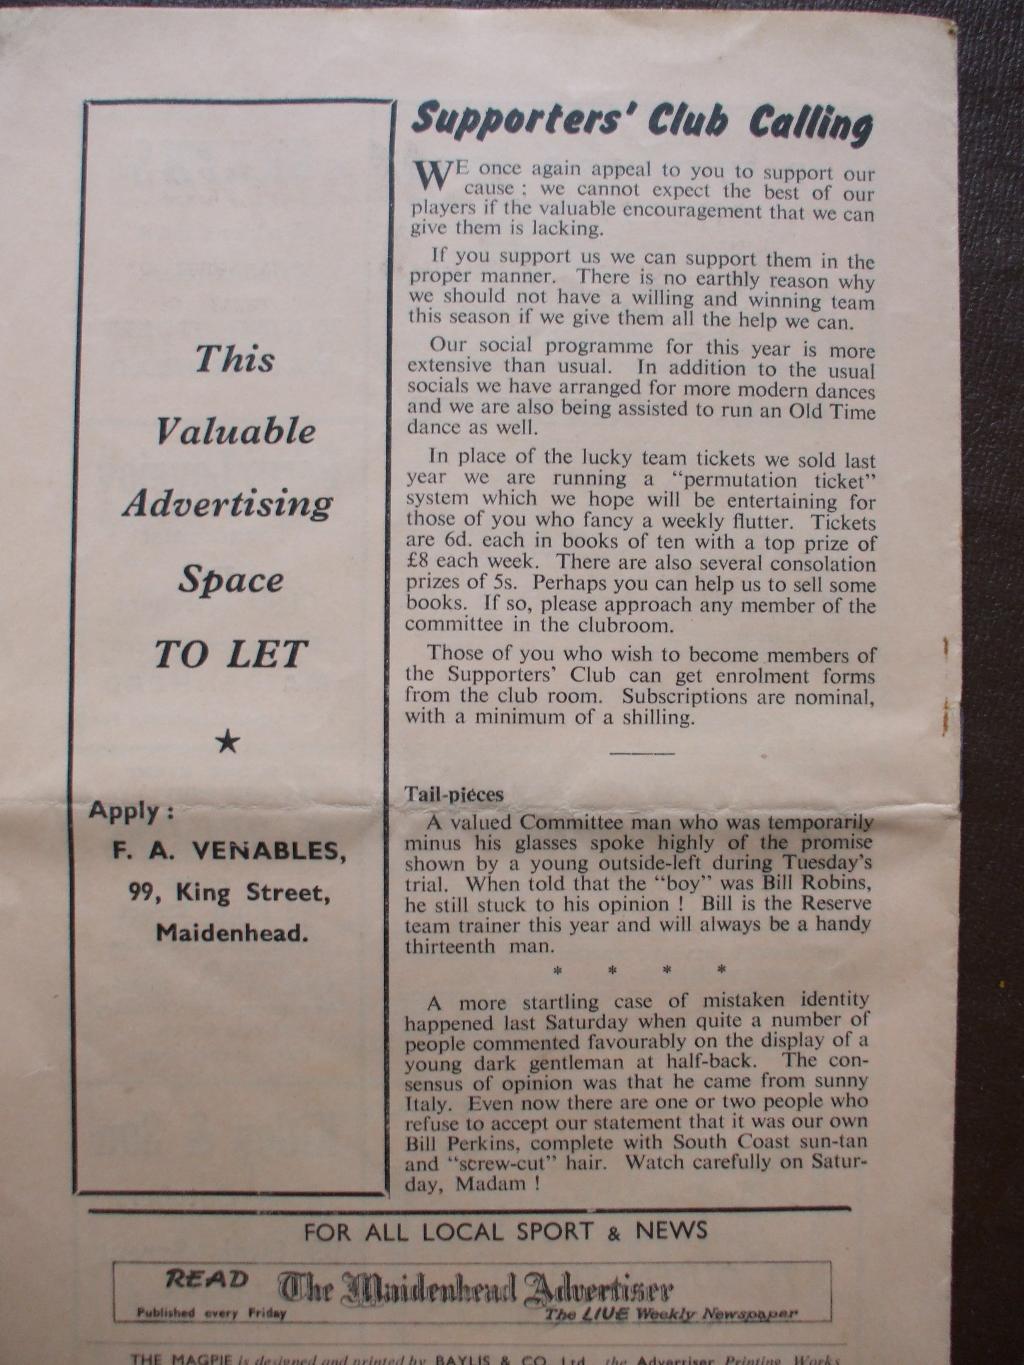 This
Valuable
Advertising
Space
TO LET
★
Apply :
F. A. VENABLES,
99, King Street,
Maidenhead.
Supporters' Club Calling
WE once again appeal to you to support our
cause : we cannot expect the best of our
players if the valuable encouragement that we can
give them is lacking.
If you support us we can support them in the
proper manner. There is no earthly reason why
we should not have a willing and winning team
this season if we give them all the help we can.
Our social programme for this year is more
extensive than usual. In addition to the usual
socials we have arranged for more modern dances
and we are also being assisted to run an Old Time
dance as well.
In place of the lucky team tickets we sold last
year we are running a "permutation ticket"
system which we hope will be entertaining for
those of you who fancy a weekly flutter. Tickets
are 6d. each in books of ten with a top prize of
£8 each week. There are also several consolation
prizes of 5s. Perhaps you can help us to sell some
books. If so, please approach any member of the
committee in the clubroom.
Those of you who wish to become members of
the Supporters' Club can get enrolment forms
from the club room. Subscriptions are nominal,
with a minimum of a shilling.
Tail-pieces
A valued Committee man who was temporarily
minus his glasses spoke highly of the promise
shown by a young outside-left during Tuesday's
trial. When told that the "boy" was Bill Robins,
he still stuck to his opinion ! Bill is the Reserve
team trainer this year and will always be a handy
thirteenth man.
* * * *
A more startling case of mistaken identity
happened last Saturday when quite a number of
people commented favourably on the display of a
young dark gentleman at half-back. The con-
sensus of opinion was that he came from sunny
Italy. Even now there are one or two people who
refuse to accept our statement that it was our own
Bill Perkins, complete with South Coast sun-tan
and "screw-cut" hair. Watch carefully on Satur-
day, Madam !
FOR ALL LOCAL SPORT & NEWS
READ The Maidenhead Advertiser
Published every Friday The LIVE Weekly Newspaper
THE MAGPIE is designed and printed by BAYLIS & CO. Ltd., the Advertiser Printing Works